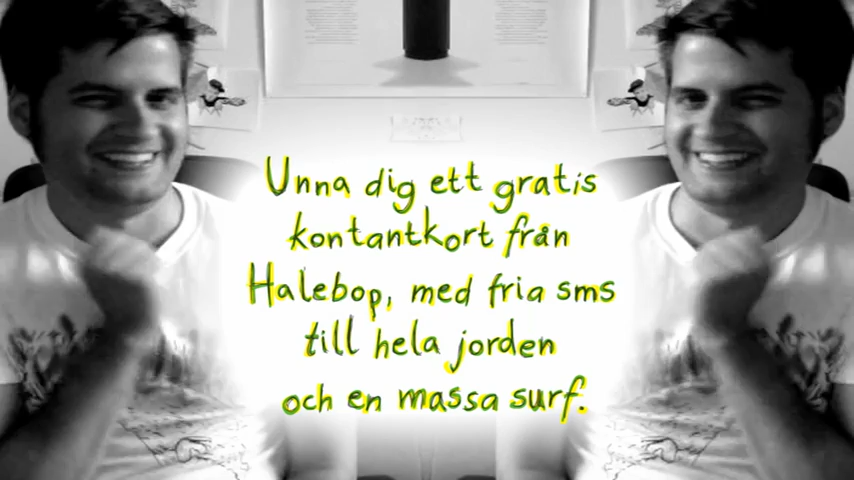 Unna dig ett gratis
kontantkort från
Halebop, med fria sms
till hela jorden
och en massa surf.